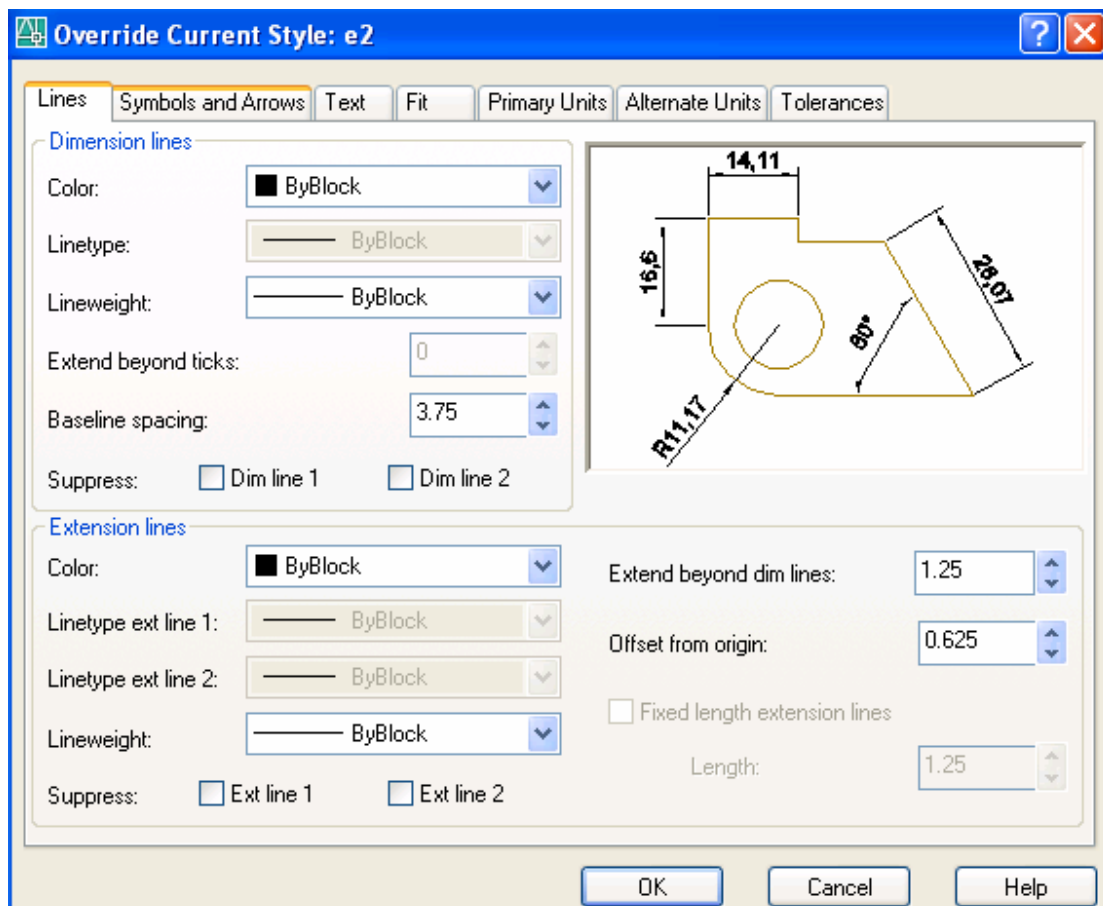 Override Current Style: e2
Lines
Symbols and Arrows
Text
Fit
Primary Units
Alternate Units
Tolerances
Dimension lines
Color: ByBlock
Linetype: ByBlock
Lineweight: ByBlock
Extend beyond ticks: 0
Baseline spacing: 3.75
Suppress: Dim line 1 Dim line 2
14,11
16,6
28,07
60°
R11,17
Extension lines
Color: ByBlock
Linetype ext line 1: ByBlock
Linetype ext line 2: ByBlock
Lineweight: ByBlock
Suppress: Ext line 1 Ext line 2
Extend beyond dim lines: 1.25
Offset from origin: 0.625
Fixed length extension lines
Length: 1.25
OK
Cancel
Help